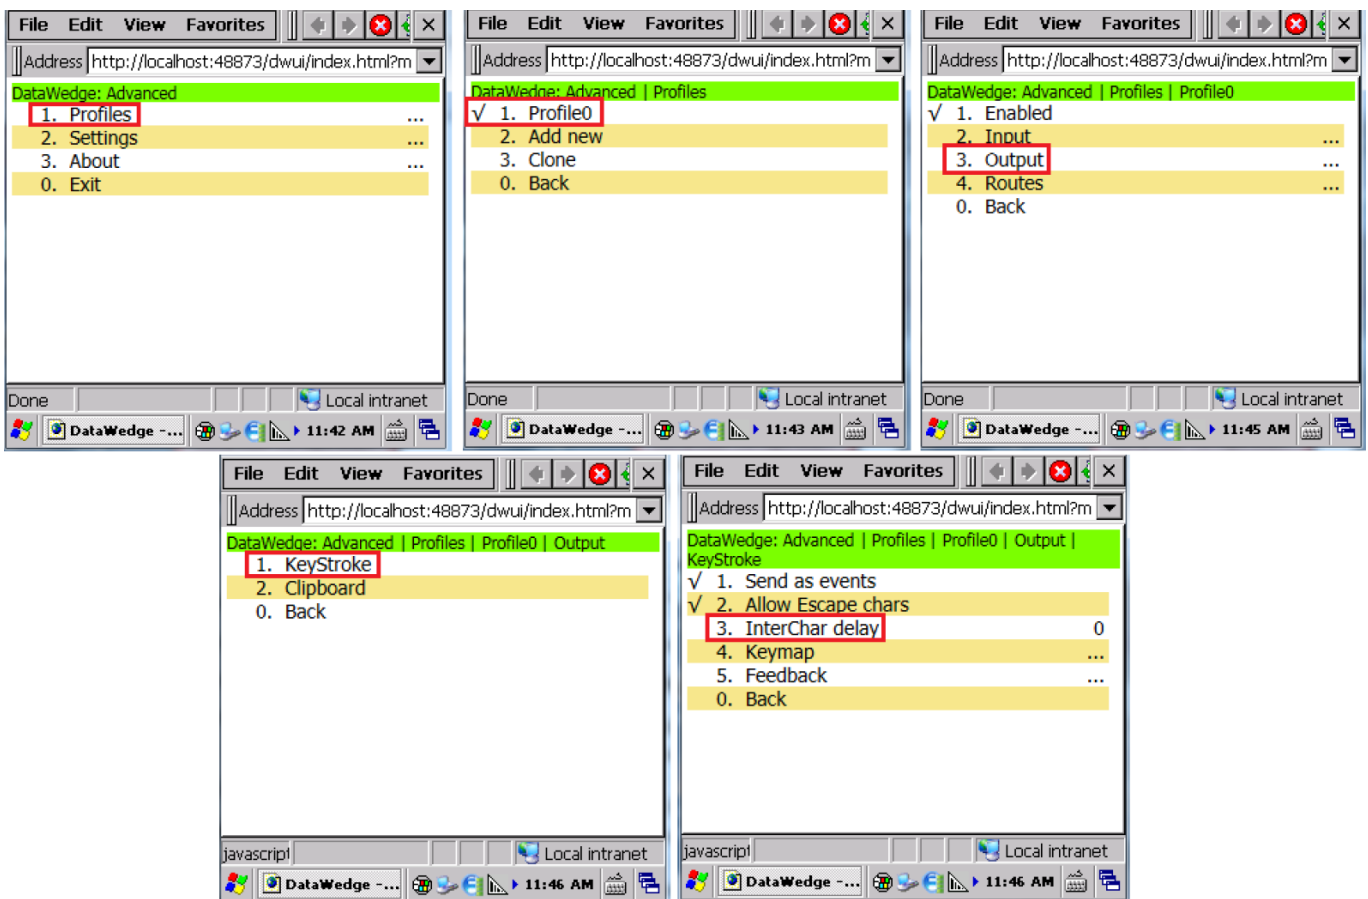 File Edit View Favorites
Address http://localhost:48873/dwui/index.html?m
DataWedge: Advanced
1. Profiles ...
2. Settings ...
3. About ...
0. Exit
Done Local intranet
DataWedge -... 11:42 AM
File Edit View Favorites
Address http://localhost:48873/dwui/index.html?m
DataWedge: Advanced | Profiles
√ 1. Profile0
2. Add new
3. Clone
0. Back
Done Local intranet
DataWedge -... 11:43 AM
File Edit View Favorites
Address http://localhost:48873/dwui/index.html?m
DataWedge: Advanced | Profiles | Profile0
√ 1. Enabled
2. Input ...
3. Output ...
4. Routes ...
0. Back
Done Local intranet
DataWedge -... 11:45 AM
File Edit View Favorites
Address http://localhost:48873/dwui/index.html?m
DataWedge: Advanced | Profiles | Profile0 | Output
1. KeyStroke
2. Clipboard
0. Back
javascript Local intranet
DataWedge -... 11:46 AM
File Edit View Favorites
Address http://localhost:48873/dwui/index.html?m
DataWedge: Advanced | Profiles | Profile0 | Output |
KeyStroke
√ 1. Send as events
√ 2. Allow Escape chars
3. InterChar delay 0
4. Keymap ...
5. Feedback ...
0. Back
javascript Local intranet
DataWedge -... 11:46 AM